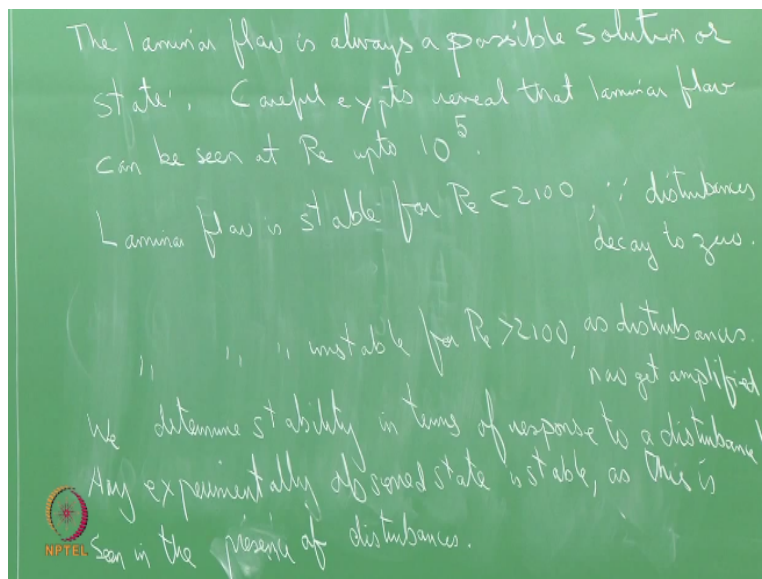 The laminar flow is always a possible solution or
state. Careful expts reveal that laminar flow
can be seen at Re upto 10⁵.
Laminar flow is stable for Re < 2100, ∵ disturbances
decay to zero.
,, ,, ,, unstable for Re > 2100, as disturbances
now get amplified
We determine stability in terms of response to a disturbance
Any experimentally observed state is stable, as this is
seen in the presence of disturbances.
NPTEL